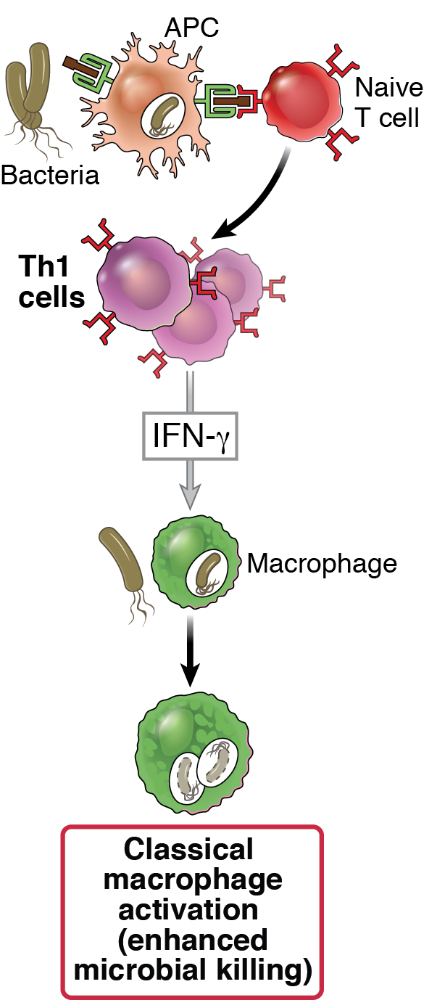 APC
Naive
T cell
Bacteria
Th1
cells
IFN-γ
Macrophage
Classical
macrophage
activation
(enhanced
microbial killing)